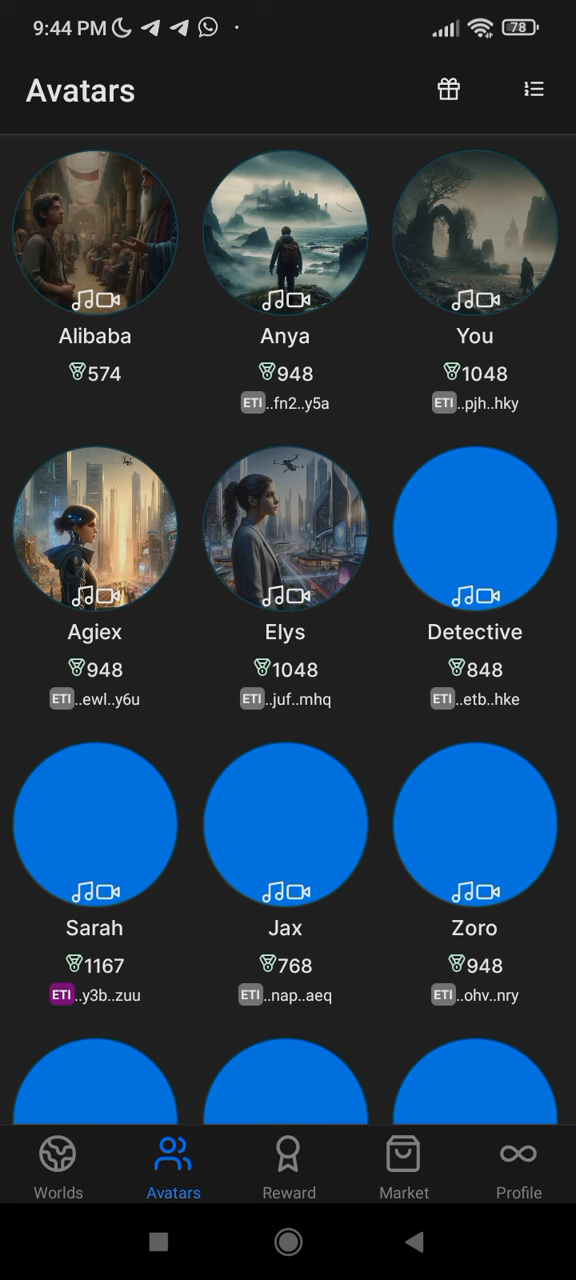 9:44 PM
78
Avatars
Alibaba
Anya
You
574
948
1048
ETI..fn2..y5a
ETI..pjh..hky
Agiex
Elys
Detective
948
1048
848
ETI..ewl..y6u
ETI..juf..mhq
ETI..etb..hke
Sarah
Jax
Zoro
1167
768
948
ETI..y3b..zuu
ETI..nap..aeq
ETI..ohv..nry
Worlds
Avatars
Reward
Market
Profile